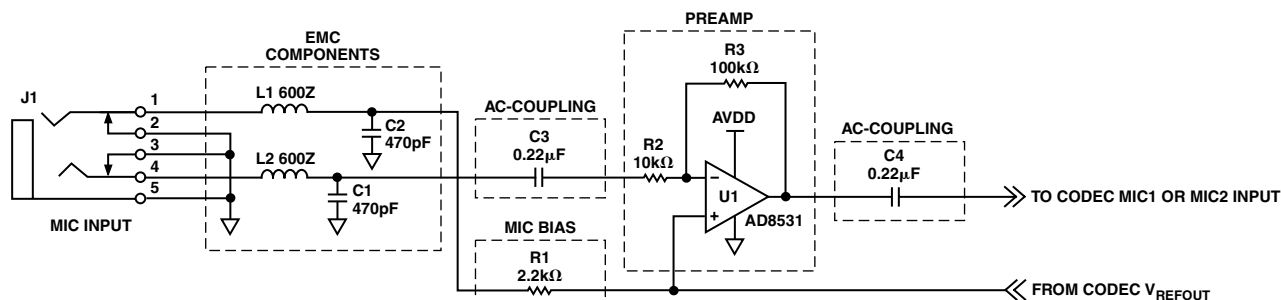 PREAMP
EMC
COMPONENTS
R3
100kΩ
J1
1
L1 600Z
AC-COUPLING
AVDD
AC-COUPLING
2
C2
470pF
C3
0.22μF
R2
10kΩ
C4
0.22μF
3
L2 600Z
4
–
U1
+
AD8531
C1
470pF
5
MIC INPUT
TO CODEC MIC1 OR MIC2 INPUT
MIC BIAS
R1
2.2kΩ
FROM CODEC VREFOUT